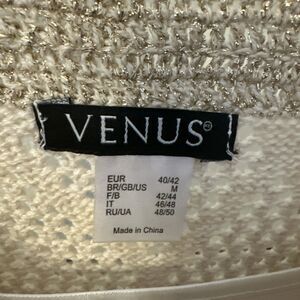 VENUS®
EUR 40/42
BR/GB/US M
F/B 42/44
IT 46/48
RU/UA 48/50
Made in China